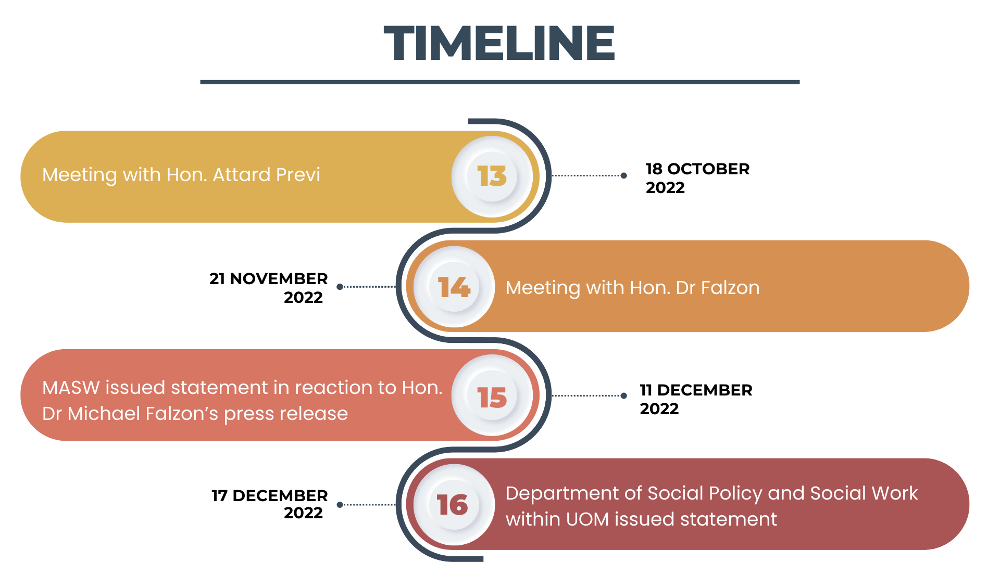 TIMELINE
Meeting with Hon. Attard Previ
13
18 OCTOBER
2022
21 NOVEMBER
2022
14
Meeting with Hon. Dr Falzon
MASW issued statement in reaction to Hon.
Dr Michael Falzon’s press release
15
11 DECEMBER
2022
17 DECEMBER
2022
16
Department of Social Policy and Social Work
within UOM issued statement